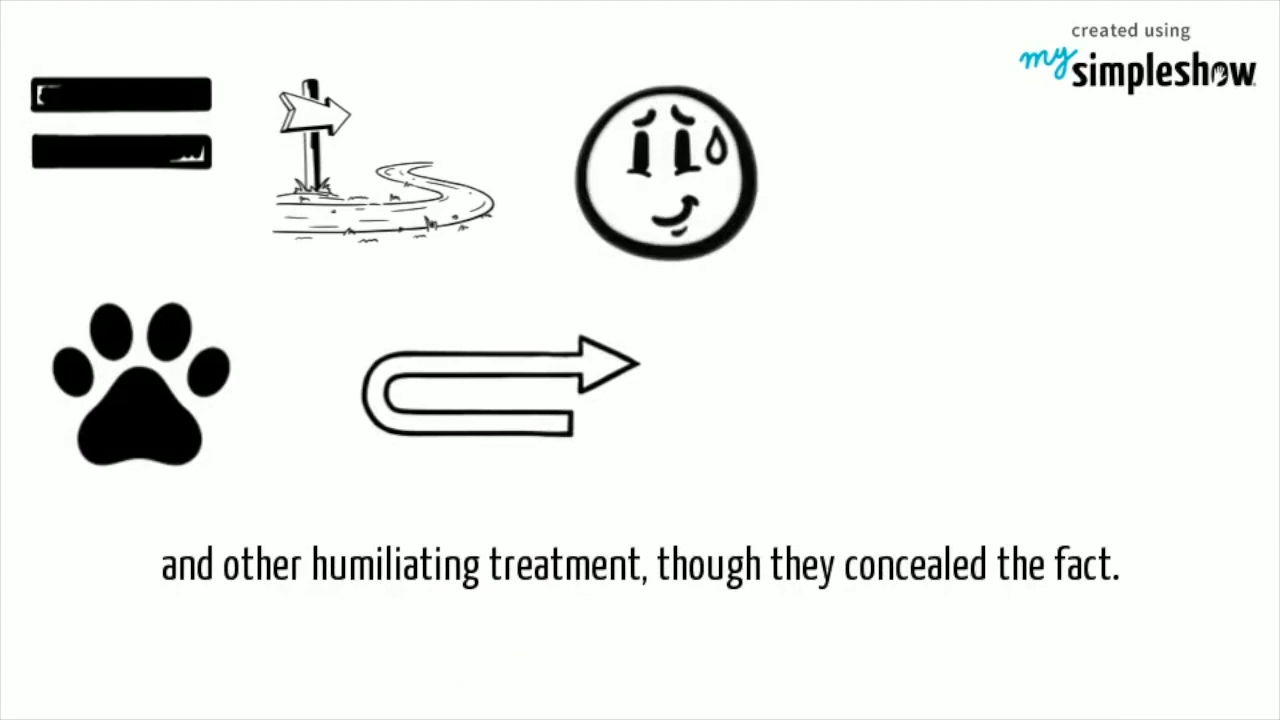 created using
my simpleshow
and other humiliating treatment, though they concealed the fact.